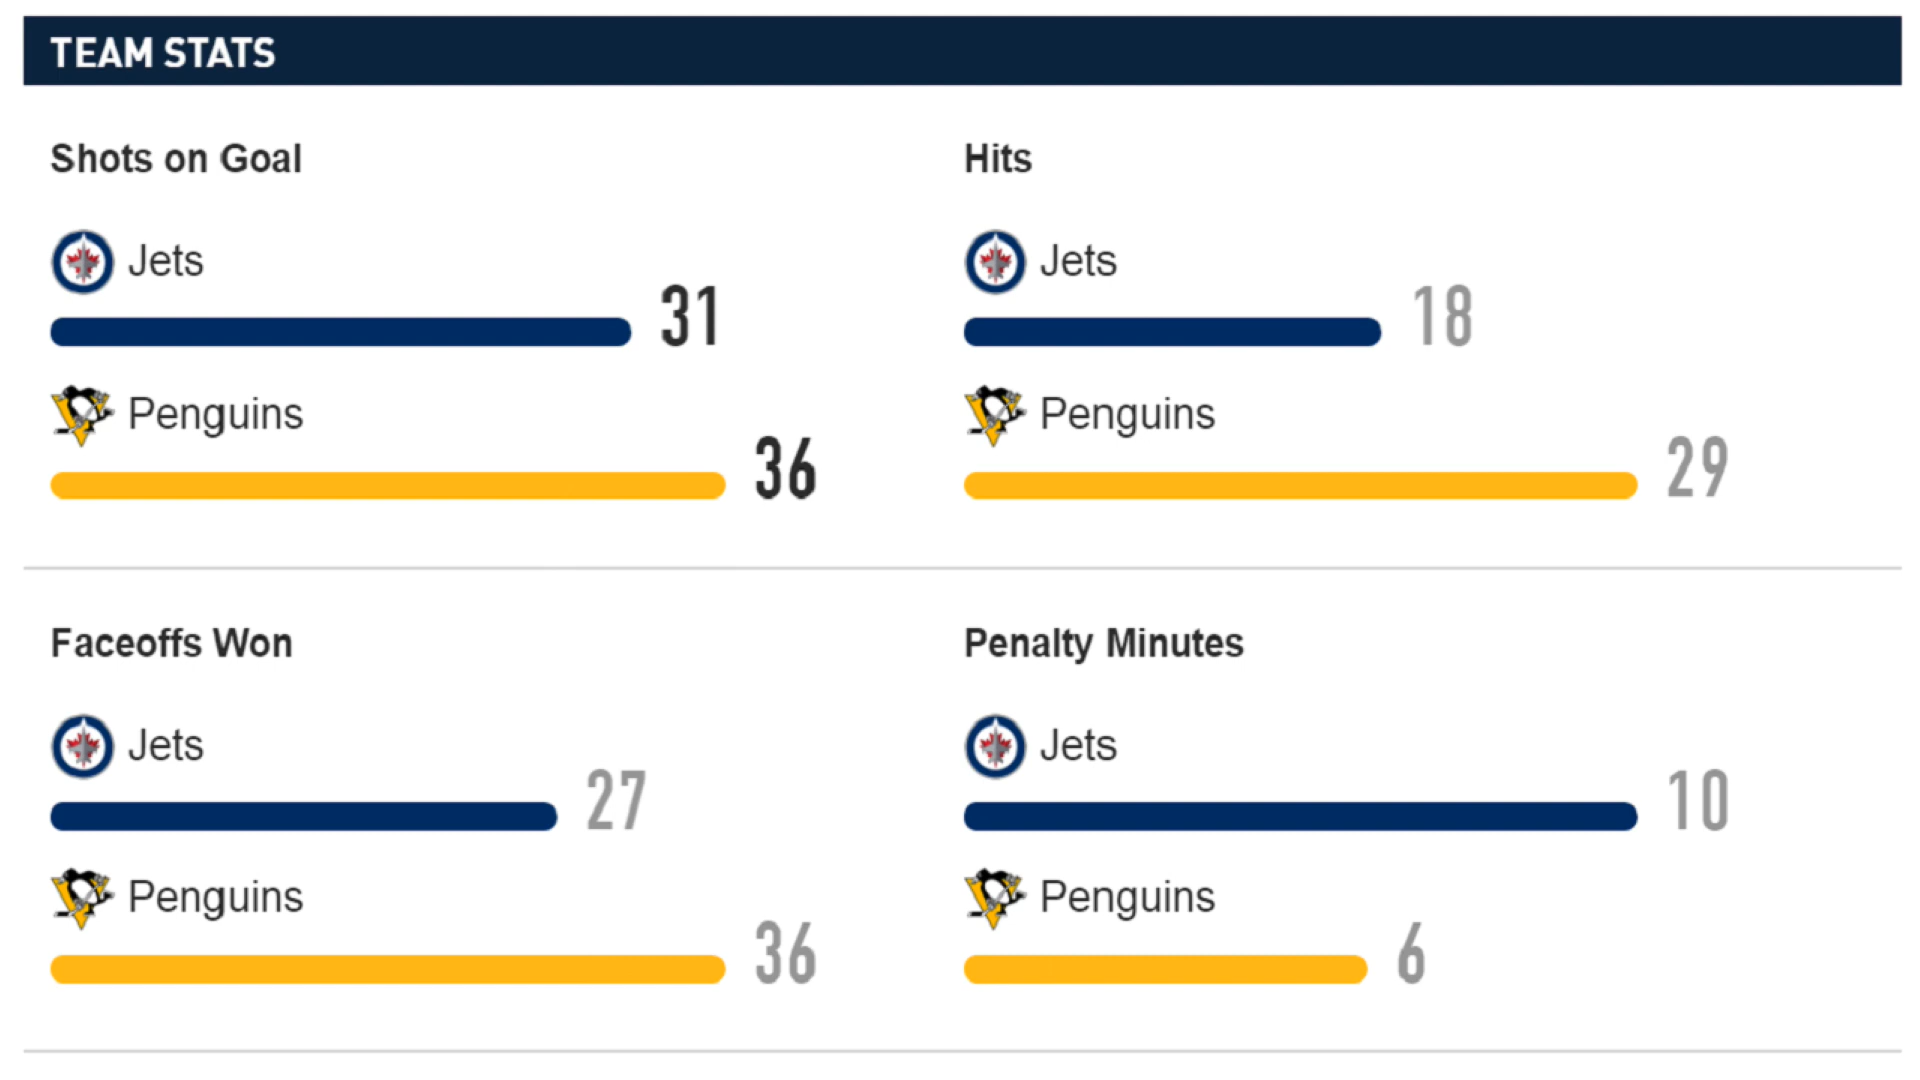 TEAM STATS
Shots on Goal
Jets
31
Penguins
36
Hits
Jets
18
Penguins
29
Faceoffs Won
Jets
27
Penguins
36
Penalty Minutes
Jets
10
Penguins
6